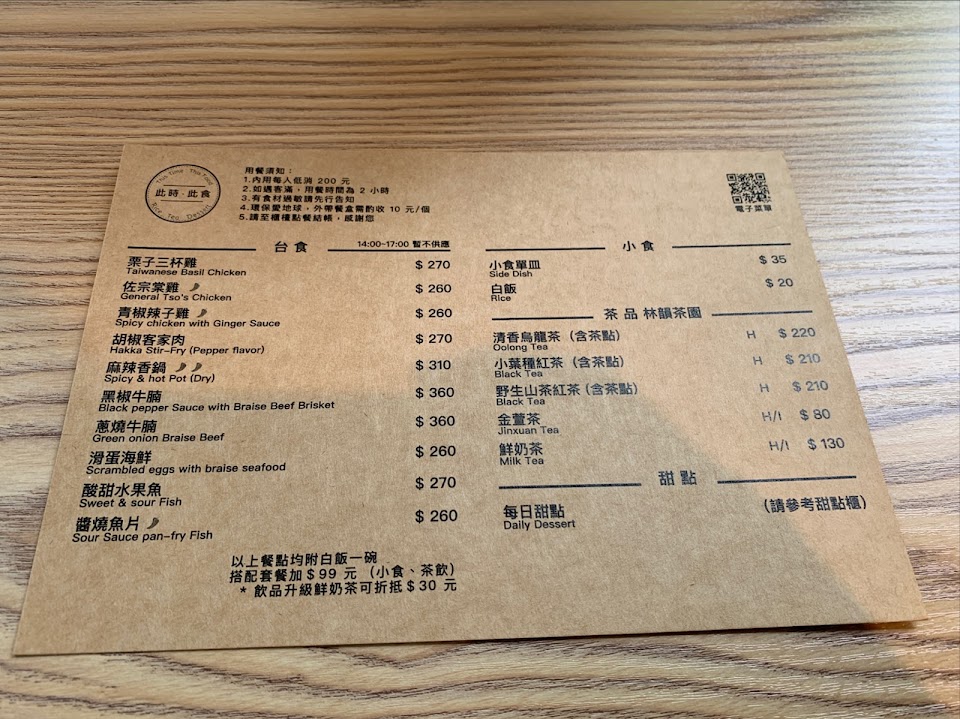 This Time · This Food
此時·此食
Rice Tea Dessert
用餐須知：
1.內用每人低消 200 元
2.如遇客滿，用餐時間為 2 小時
3.有食材過敏請先行告知
4.環保愛地球，外帶餐盒需酌收 10 元/個
5.請至櫃檯點餐結帳，感謝您
電子菜單
台食 14:00-17:00 暫不供應
栗子三杯雞 $ 270
Taiwanese Basil Chicken
佐宗棠雞 $ 260
General Tso's Chicken
青椒辣子雞 $ 260
Spicy chicken with Ginger Sauce
胡椒客家肉 $ 270
Hakka Stir-Fry (Pepper flavor)
麻辣香鍋 $ 310
Spicy & hot Pot (Dry)
黑椒牛腩 $ 360
Black pepper Sauce with Braise Beef Brisket
蔥燒牛腩 $ 360
Green onion Braise Beef
滑蛋海鮮 $ 260
Scrambled eggs with braise seafood
酸甜水果魚 $ 270
Sweet & sour Fish
醬燒魚片 $ 260
Sour Sauce pan-fry Fish
以上餐點均附白飯一碗
搭配套餐加 $ 99 元 （小食、茶飲）
* 飲品升級鮮奶茶可折抵 $ 30 元
小食
小食單皿 $ 35
Side Dish
白飯 $ 20
Rice
茶品 林韻茶園
清香烏龍茶（含茶點） H $ 220
Oolong Tea
小葉種紅茶（含茶點） H $ 210
Black Tea
野生山茶紅茶（含茶點） H $ 210
Black Tea
金萱茶 H/I $ 80
Jinxuan Tea
鮮奶茶 H/I $ 130
Milk Tea
甜點
每日甜點 （請參考甜點櫃）
Daily Dessert